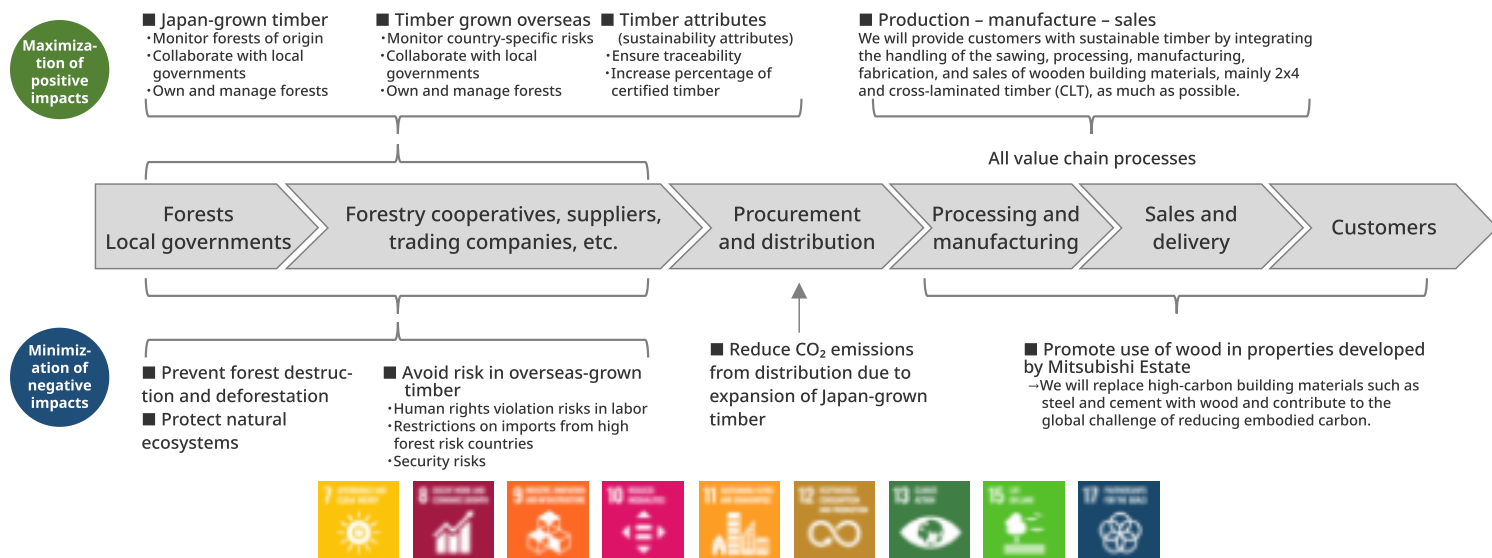 Maximiza-
tion of
positive
impacts
■ Japan-grown timber
・Monitor forests of origin
・Collaborate with local
governments
・Own and manage forests
■ Timber grown overseas
・Monitor country-specific risks
・Collaborate with local
governments
・Own and manage forests
■ Timber attributes
(sustainability attributes)
・Ensure traceability
・Increase percentage of
certified timber
■ Production – manufacture – sales
We will provide customers with sustainable timber by integrating
the handling of the sawing, processing, manufacturing,
fabrication, and sales of wooden building materials, mainly 2x4
and cross-laminated timber (CLT), as much as possible.
All value chain processes
Forests
Local governments
Forestry cooperatives, suppliers,
trading companies, etc.
Procurement
and distribution
Processing and
manufacturing
Sales and
delivery
Customers
Minimiz-
ation of
negative
impacts
■ Prevent forest destruc-
tion and deforestation
■ Protect natural
ecosystems
■ Avoid risk in overseas-grown
timber
・Human rights violation risks in labor
・Restrictions on imports from high
forest risk countries
・Security risks
■ Reduce CO₂ emissions
from distribution due to
expansion of Japan-grown
timber
■ Promote use of wood in properties developed
by Mitsubishi Estate
→We will replace high-carbon building materials such as
steel and cement with wood and contribute to the
global challenge of reducing embodied carbon.
7
8
9
10
11
12
13
15
17